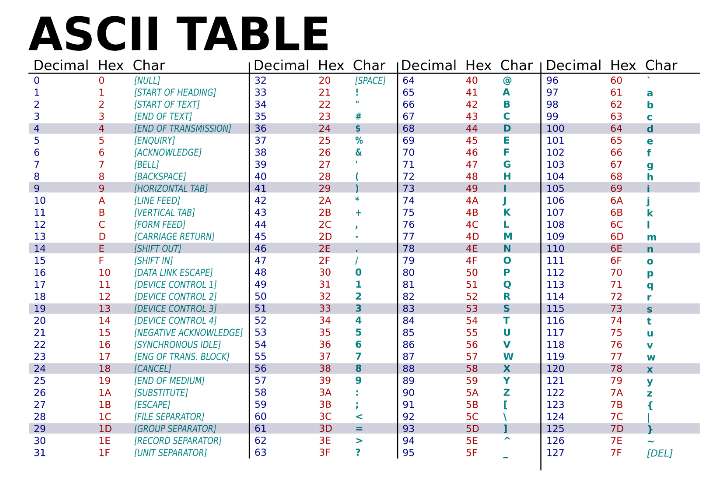 ASCII TABLE
Decimal Hex Char Decimal Hex Char Decimal Hex Char Decimal Hex Char
0 0 [NULL] 32 20 [SPACE] 64 40 @ 96 60 `
1 1 [START OF HEADING] 33 21 ! 65 41 A 97 61 a
2 2 [START OF TEXT] 34 22 " 66 42 B 98 62 b
3 3 [END OF TEXT] 35 23 # 67 43 C 99 63 c
4 4 [END OF TRANSMISSION] 36 24 $ 68 44 D 100 64 d
5 5 [ENQUIRY] 37 25 % 69 45 E 101 65 e
6 6 [ACKNOWLEDGE] 38 26 & 70 46 F 102 66 f
7 7 [BELL] 39 27 ' 71 47 G 103 67 g
8 8 [BACKSPACE] 40 28 ( 72 48 H 104 68 h
9 9 [HORIZONTAL TAB] 41 29 ) 73 49 I 105 69 i
10 A [LINE FEED] 42 2A * 74 4A J 106 6A j
11 B [VERTICAL TAB] 43 2B + 75 4B K 107 6B k
12 C [FORM FEED] 44 2C , 76 4C L 108 6C l
13 D [CARRIAGE RETURN] 45 2D - 77 4D M 109 6D m
14 E [SHIFT OUT] 46 2E . 78 4E N 110 6E n
15 F [SHIFT IN] 47 2F / 79 4F O 111 6F o
16 10 [DATA LINK ESCAPE] 48 30 0 80 50 P 112 70 p
17 11 [DEVICE CONTROL 1] 49 31 1 81 51 Q 113 71 q
18 12 [DEVICE CONTROL 2] 50 32 2 82 52 R 114 72 r
19 13 [DEVICE CONTROL 3] 51 33 3 83 53 S 115 73 s
20 14 [DEVICE CONTROL 4] 52 34 4 84 54 T 116 74 t
21 15 [NEGATIVE ACKNOWLEDGE] 53 35 5 85 55 U 117 75 u
22 16 [SYNCHRONOUS IDLE] 54 36 6 86 56 V 118 76 v
23 17 [ENG OF TRANS. BLOCK] 55 37 7 87 57 W 119 77 w
24 18 [CANCEL] 56 38 8 88 58 X 120 78 x
25 19 [END OF MEDIUM] 57 39 9 89 59 Y 121 79 y
26 1A [SUBSTITUTE] 58 3A : 90 5A Z 122 7A z
27 1B [ESCAPE] 59 3B ; 91 5B [ 123 7B {
28 1C [FILE SEPARATOR] 60 3C < 92 5C \ 124 7C |
29 1D [GROUP SEPARATOR] 61 3D = 93 5D ] 125 7D }
30 1E [RECORD SEPARATOR] 62 3E > 94 5E ^ 126 7E ~
31 1F [UNIT SEPARATOR] 63 3F ? 95 5F _ 127 7F [DEL]